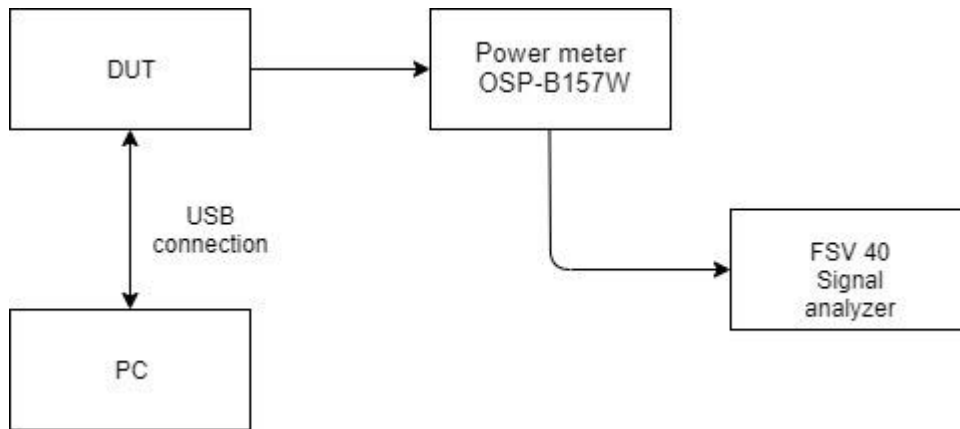 DUT
Power meter
OSP-B157W
USB
connection
FSV 40
Signal
analyzer
PC